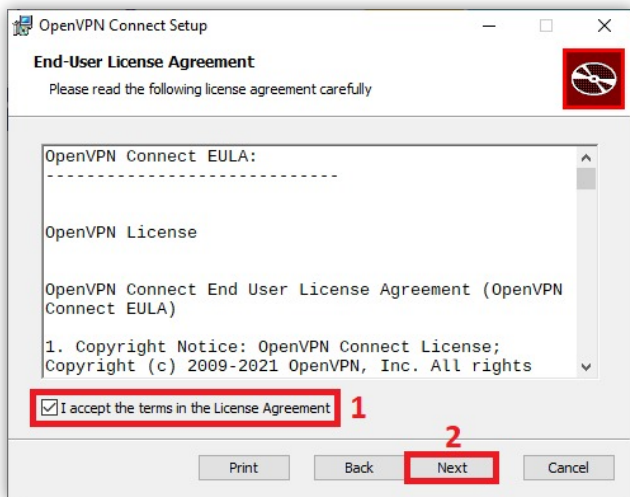 OpenVPN Connect Setup
End-User License Agreement
Please read the following license agreement carefully
OpenVPN Connect EULA:
-----------------------------
OpenVPN License
OpenVPN Connect End User License Agreement (OpenVPN
Connect EULA)
1. Copyright Notice: OpenVPN Connect License;
Copyright (c) 2009-2021 OpenVPN, Inc. All rights
I accept the terms in the License Agreement 1
2
Print Back Next Cancel